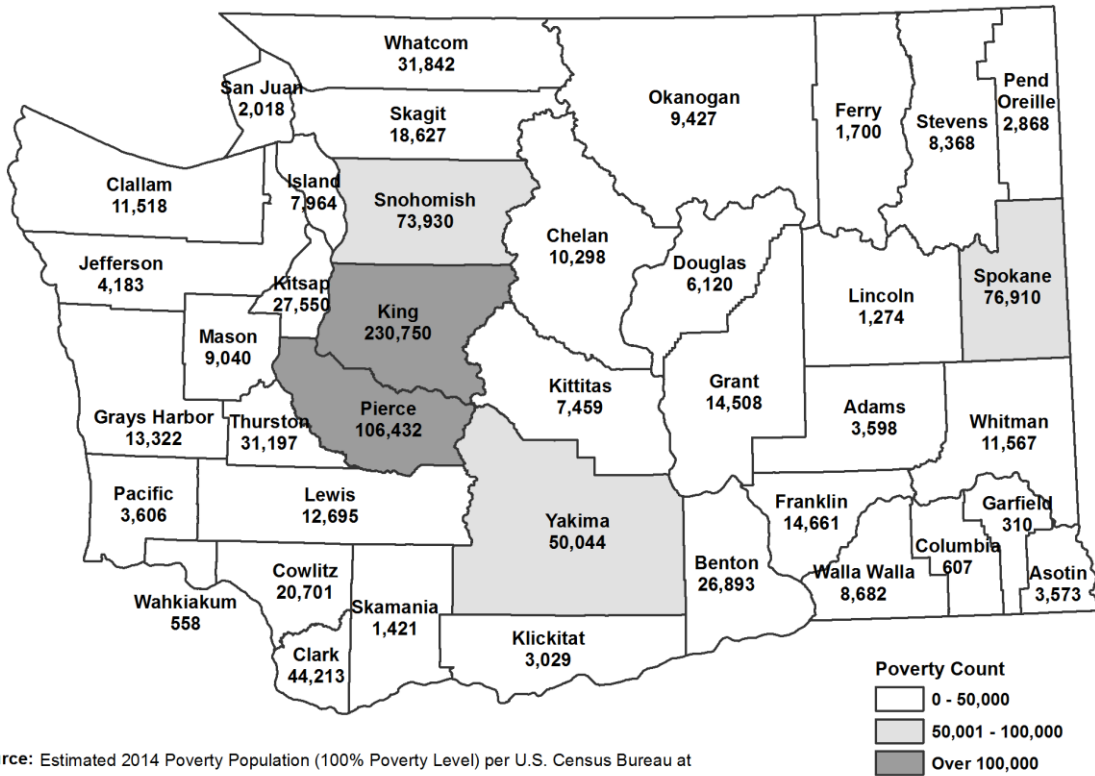 Whatcom
31,842
San Juan
2,018
Skagit
18,627
Okanogan
9,427
Ferry
1,700
Stevens
8,368
Pend
Oreille
2,868
Clallam
11,518
Island
7,964
Snohomish
73,930
Chelan
10,298
Douglas
6,120
Jefferson
4,183
Kitsap
27,550
King
230,750
Lincoln
1,274
Spokane
76,910
Mason
9,040
Kittitas
7,459
Grant
14,508
Grays Harbor
13,322
Thurston
31,197
Pierce
106,432
Adams
3,598
Whitman
11,567
Pacific
3,606
Lewis
12,695
Yakima
50,044
Benton
26,893
Franklin
14,661
Garfield
310
Columbia
607
Walla Walla
8,682
Asotin
3,573
Wahkiakum
558
Cowlitz
20,701
Skamania
1,421
Clark
44,213
Klickitat
3,029
Poverty Count
0 - 50,000
50,001 - 100,000
Over 100,000
rce: Estimated 2014 Poverty Population (100% Poverty Level) per U.S. Census Bureau at